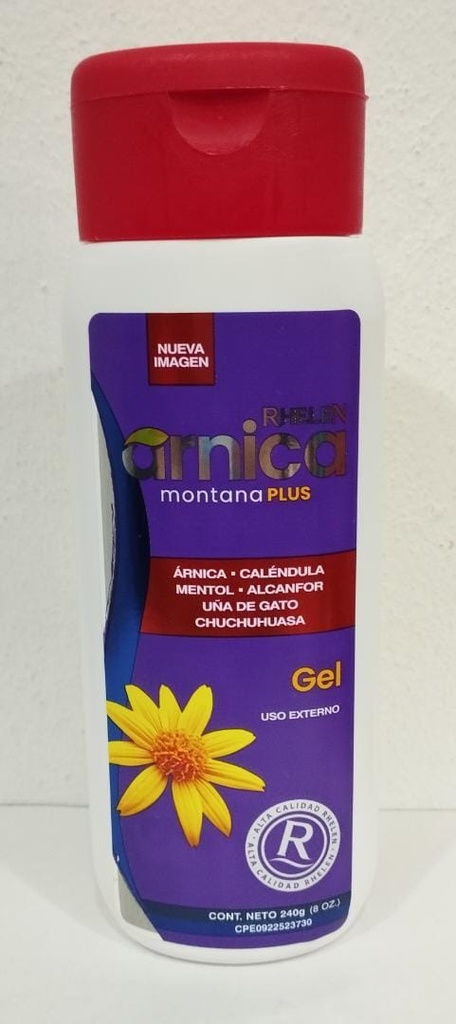 NUEVA
IMAGEN
RHELEN
árnica
montana PLUS
ÁRNICA ▪ CALÉNDULA
MENTOL ▪ ALCANFOR
UÑA DE GATO
CHUCHUHUASA
Gel
USO EXTERNO
ALTA CALIDAD RHELEN · ALTA CALIDAD RHELEN ·
R
CONT. NETO 240g (8 OZ.)
CPE0922523730